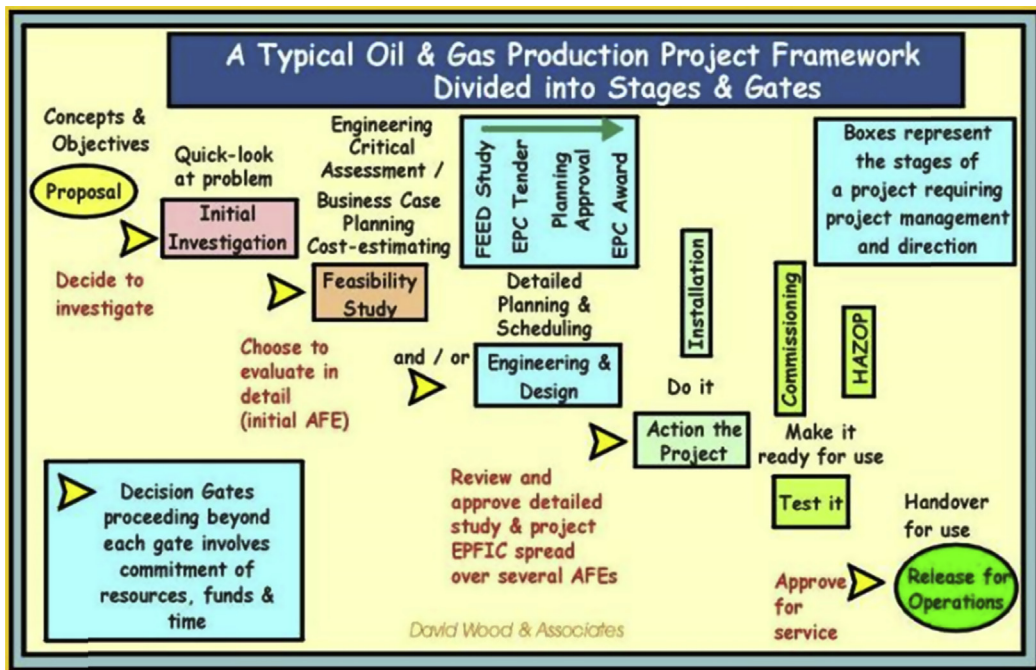 A Typical Oil & Gas Production Project Framework
Divided into Stages & Gates
Concepts &
Objectives
Proposal
Decide to
investigate
Quick-look
at problem
Initial
Investigation
Engineering
Critical
Assessment /
Business Case
Planning
Cost-estimating
Feasibility
Study
Choose to
evaluate in
detail
(initial AFE)
FEED Study
EPC Tender
Planning
Approval
EPC Award
Detailed
Planning &
Scheduling
and / or
Engineering &
Design
Review and
approve detailed
study & project
EPFIC spread
over several AFEs
Installation
Do it
Action the
Project
Commissioning
HAZOP
Make it
ready for use
Test it
Approve
for
service
Handover
for use
Release for
Operations
Boxes represent
the stages of
a project requiring
project management
and direction
Decision Gates
proceeding beyond
each gate involves
commitment of
resources, funds &
time
David Wood & Associates